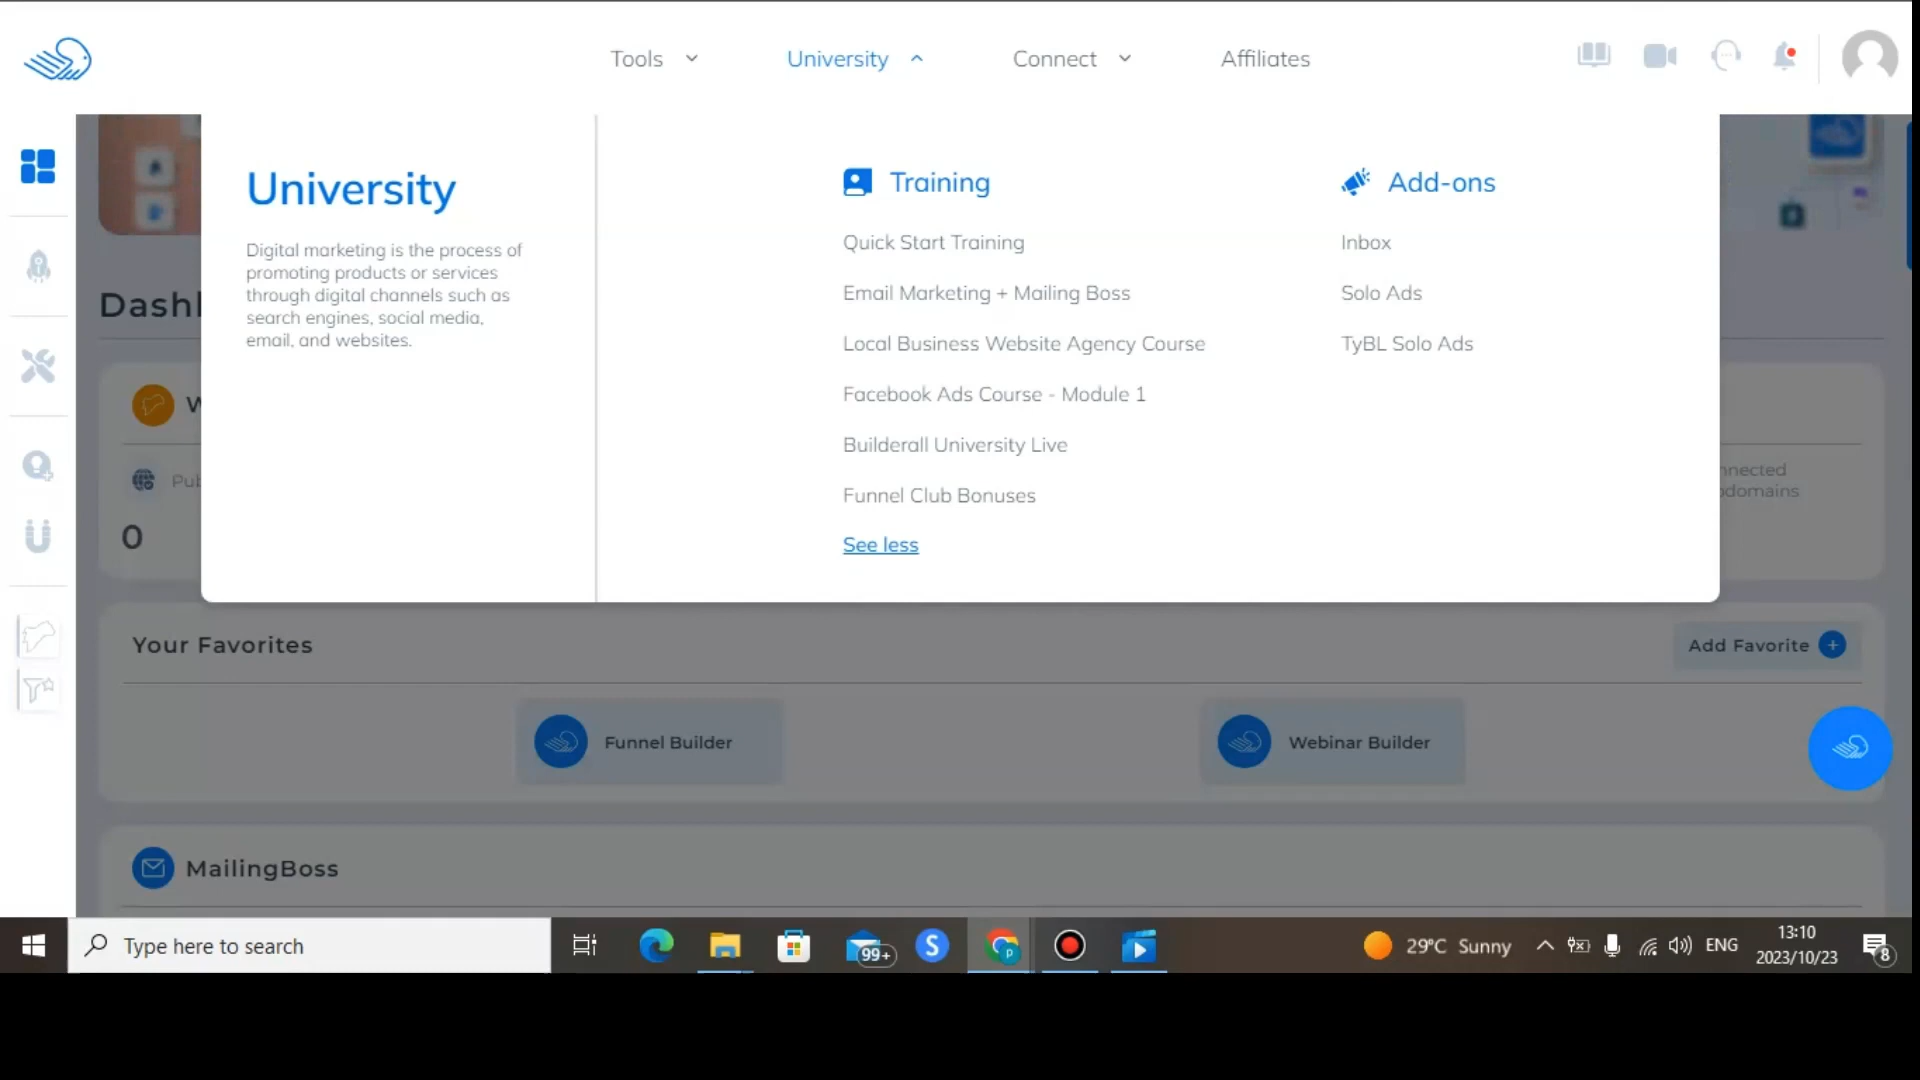 Tools
University
Connect
Affiliates
University
Digital marketing is the process of
promoting products or services
through digital channels such as
search engines, social media,
email, and websites.
Training
Quick Start Training
Email Marketing + Mailing Boss
Local Business Website Agency Course
Facebook Ads Course - Module 1
Builderall University Live
Funnel Club Bonuses
See less
Add-ons
Inbox
Solo Ads
TyBL Solo Ads
0
Your Favorites
Add Favorite
Funnel Builder
Webinar Builder
MailingBoss
Type here to search
99+
S
p
29°C Sunny
ENG
13:10
2023/10/23
8